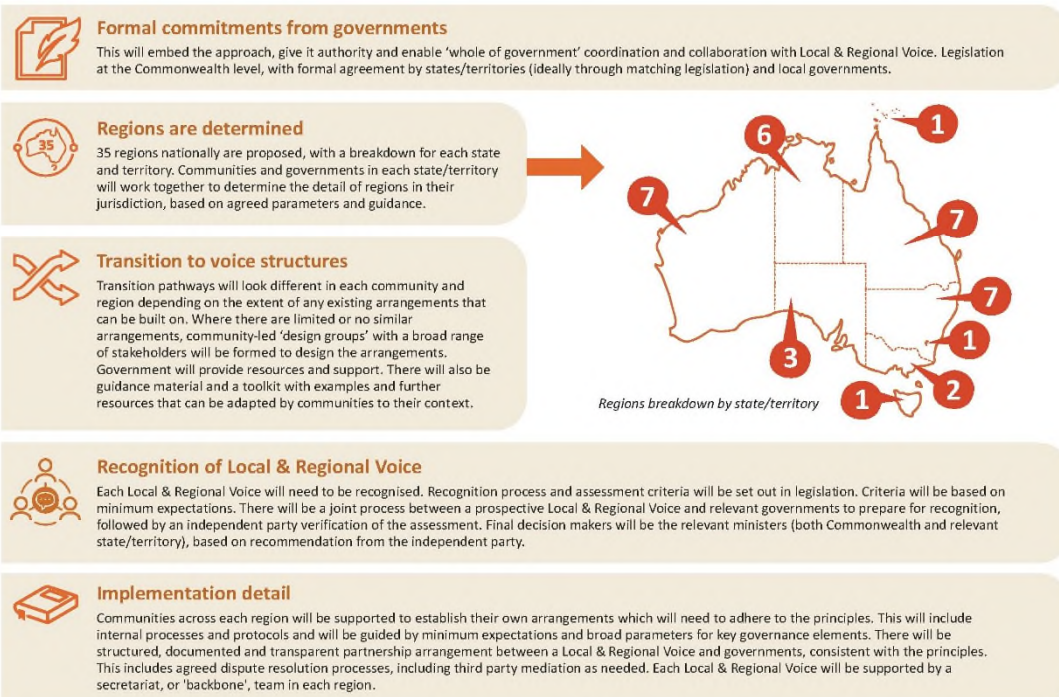 Formal commitments from governments
This will embed the approach, give it authority and enable ‘whole of government’ coordination and collaboration with Local & Regional Voice. Legislation
at the Commonwealth level, with formal agreement by states/territories (ideally through matching legislation) and local governments.
35
Regions are determined
35 regions nationally are proposed, with a breakdown for each state
and territory. Communities and governments in each state/territory
will work together to determine the detail of regions in their
jurisdiction, based on agreed parameters and guidance.
Transition to voice structures
Transition pathways will look different in each community and
region depending on the extent of any existing arrangements that
can be built on. Where there are limited or no similar
arrangements, community-led ‘design groups’ with a broad range
of stakeholders will be formed to design the arrangements.
Government will provide resources and support. There will also be
guidance material and a toolkit with examples and further
resources that can be adapted by communities to their context.
1
6
7
7
7
1
3
2
1
Regions breakdown by state/territory
Recognition of Local & Regional Voice
Each Local & Regional Voice will need to be recognised. Recognition process and assessment criteria will be set out in legislation. Criteria will be based on
minimum expectations. There will be a joint process between a prospective Local & Regional Voice and relevant governments to prepare for recognition,
followed by an independent party verification of the assessment. Final decision makers will be the relevant ministers (both Commonwealth and relevant
state/territory), based on recommendation from the independent party.
Implementation detail
Communities across each region will be supported to establish their own arrangements which will need to adhere to the principles. This will include
internal processes and protocols and will be guided by minimum expectations and broad parameters for key governance elements. There will be
structured, documented and transparent partnership arrangement between a Local & Regional Voice and governments, consistent with the principles.
This includes agreed dispute resolution processes, including third party mediation as needed. Each Local & Regional Voice will be supported by a
secretariat, or 'backbone', team in each region.